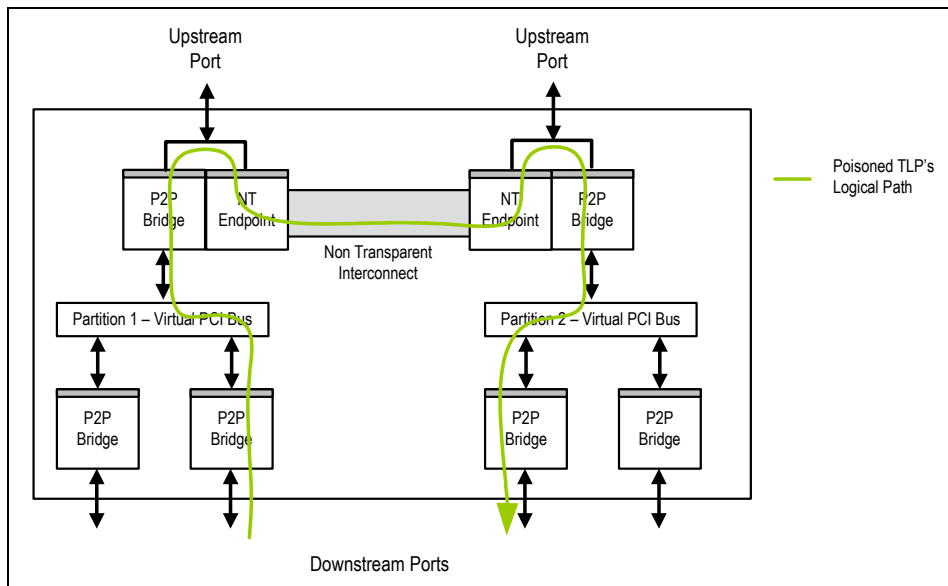 Upstream
Port
Upstream
Port
Poisoned TLP's
Logical Path
P2P
Bridge
NT
Endpoint
NT
Endpoint
P2P
Bridge
Non Transparent
Interconnect
Partition 1 – Virtual PCI Bus
Partition 2 – Virtual PCI Bus
P2P
Bridge
P2P
Bridge
P2P
Bridge
P2P
Bridge
Downstream Ports